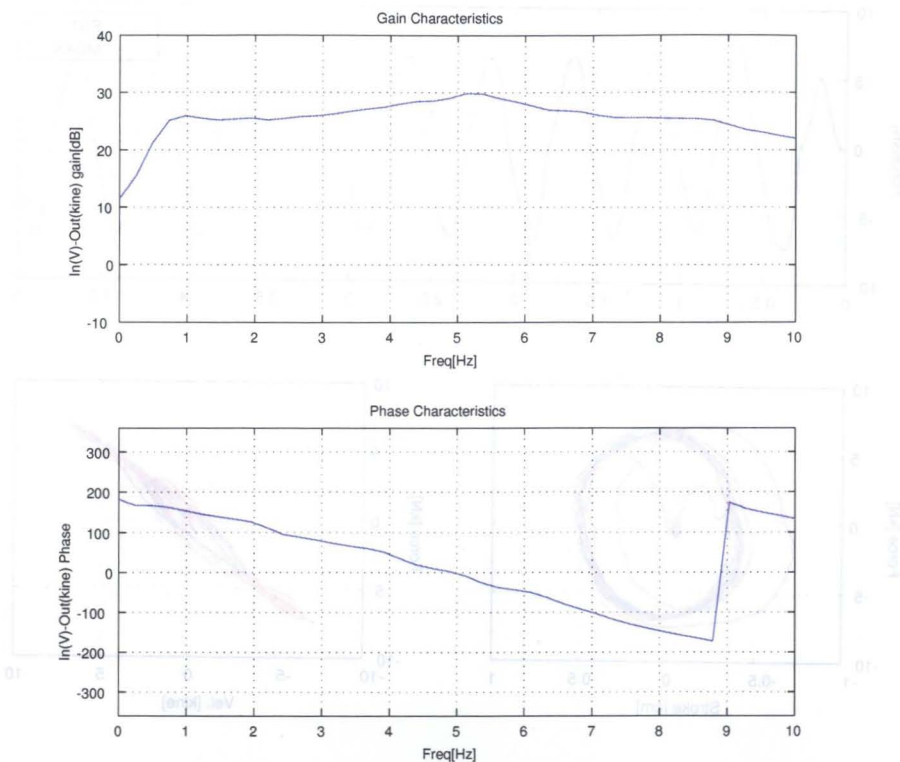 Gain Characteristics
40
30
20
10
0
-10
In(V)-Out(kine) gain[dB]
0 1 2 3 4 5 6 7 8 9 10
Freq[Hz]
Phase Characteristics
300
200
100
0
-100
-200
-300
In(V)-Out(kine) Phase
0 1 2 3 4 5 6 7 8 9 10
Freq[Hz]